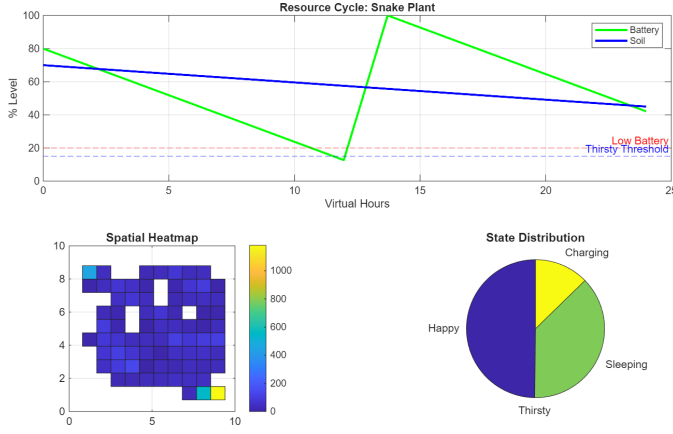 Resource Cycle: Snake Plant
100
80
60
40
20
0
% Level
Battery
Soil
Low Battery
Thirsty Threshold
0 5 10 15 20 25
Virtual Hours
Spatial Heatmap
10
8
6
4
2
0
0 5 10
1000
800
600
400
200
0
State Distribution
Charging
Happy
Sleeping
Thirsty